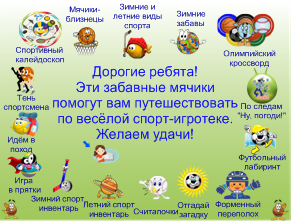 Мячики-
близнецы
Зимние и
летние виды
спорта
Зимние
забавы
Спортивный
калейдоскоп
Олимпийский
кроссворд
Дорогие ребята!
Эти забавные мячики
помогут вам путешествовать
по весёлой спорт-игротеке.
Желаем удачи!
Тень
спортсмена
По следам
"Ну, погоди!"
Идём в
поход
Футбольный
лабиринт
Игра
в прятки
Зимний спорт
инвентарь
Летний спорт
инвентарь
Считалочки
Отгадай
загадку
Форменный
переполох